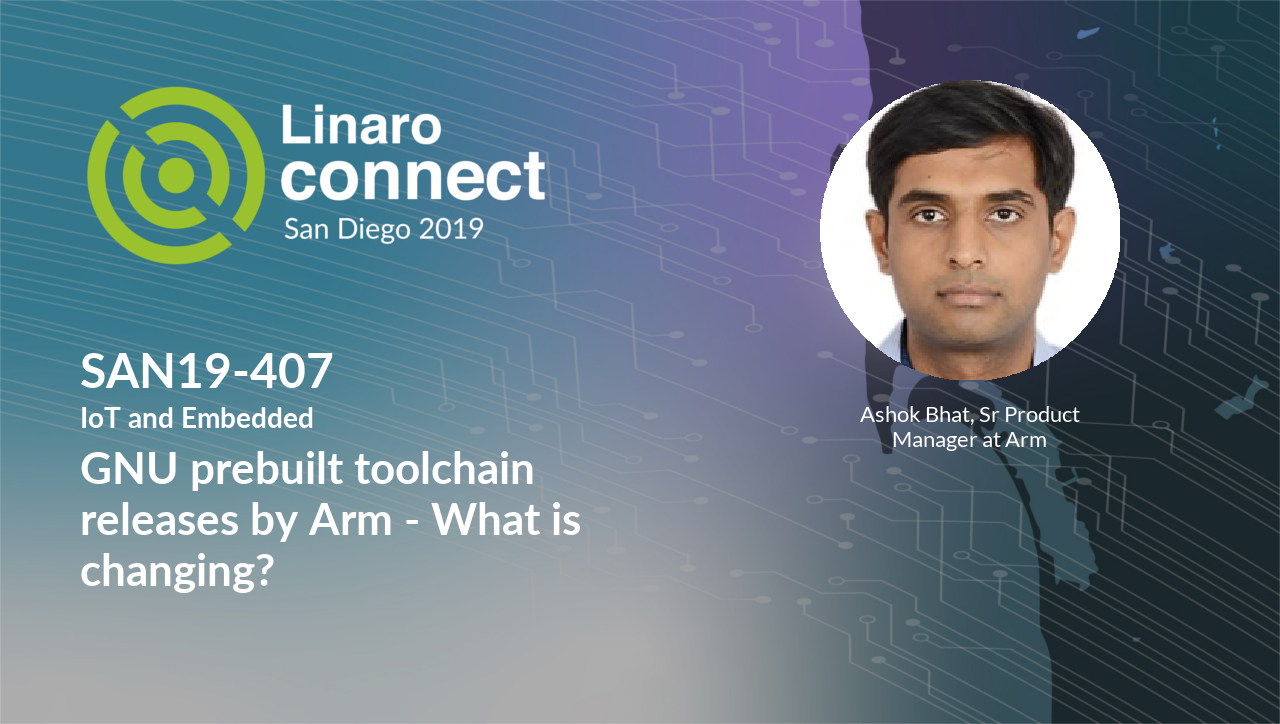 Linaro
connect
San Diego 2019
SAN19-407
IoT and Embedded
GNU prebuilt toolchain
releases by Arm - What is
changing?
Ashok Bhat, Sr Product
Manager at Arm